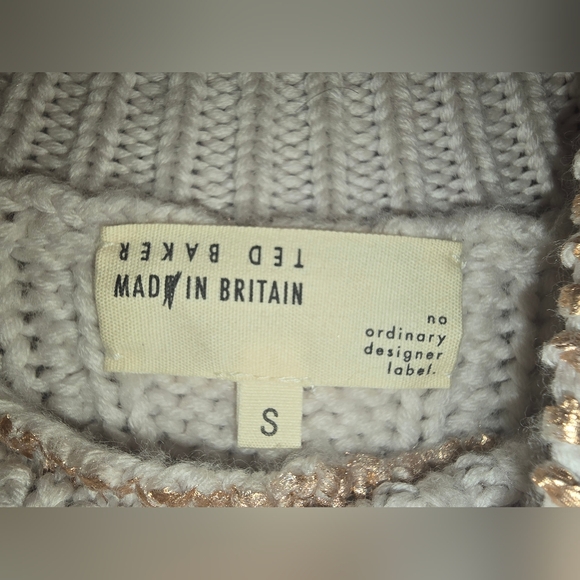 TED BAKER
MADE IN BRITAIN
no
ordinary
designer
label.
S